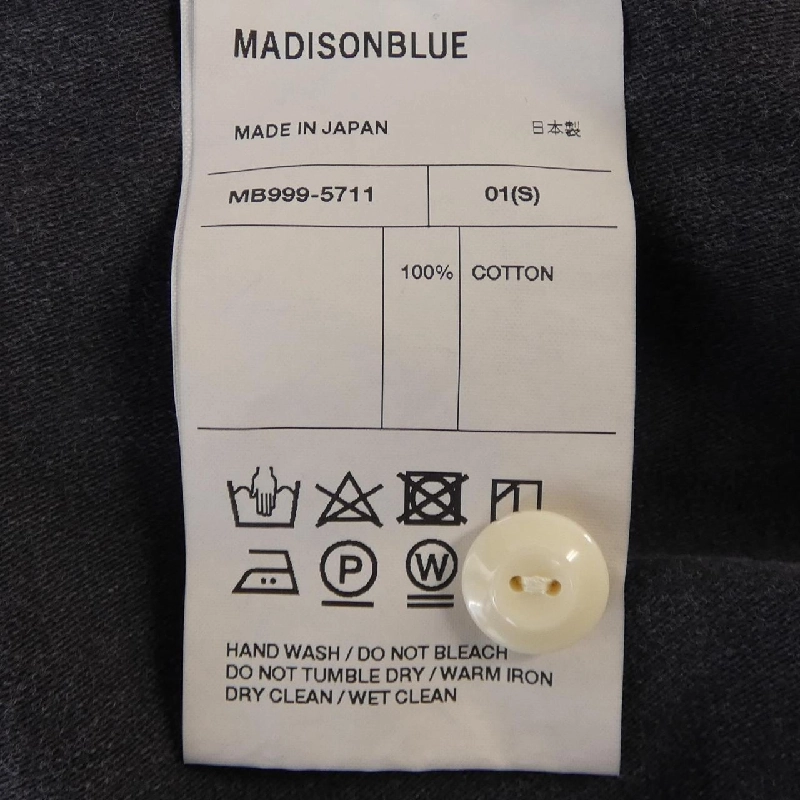 MADISONBLUE
MADE IN JAPAN 日本製
MB999-5711 01(S)
100% COTTON
P W
HAND WASH / DO NOT BLEACH
DO NOT TUMBLE DRY / WARM IRON
DRY CLEAN / WET CLEAN